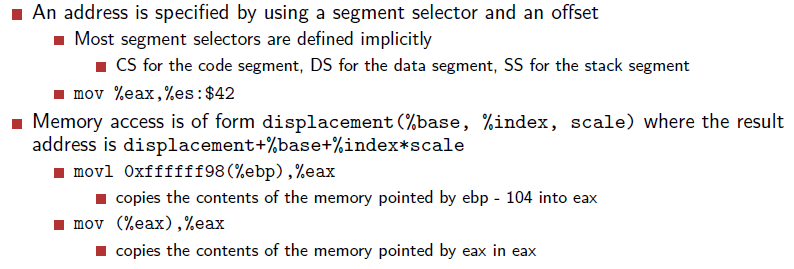 An address is specified by using a segment selector and an offset
Most segment selectors are defined implicitly
CS for the code segment, DS for the data segment, SS for the stack segment
mov %eax,%es:$42
Memory access is of form displacement(%base, %index, scale) where the result
address is displacement+%base+%index*scale
movl 0xffffff98(%ebp),%eax
copies the contents of the memory pointed by ebp - 104 into eax
mov (%eax),%eax
copies the contents of the memory pointed by eax in eax